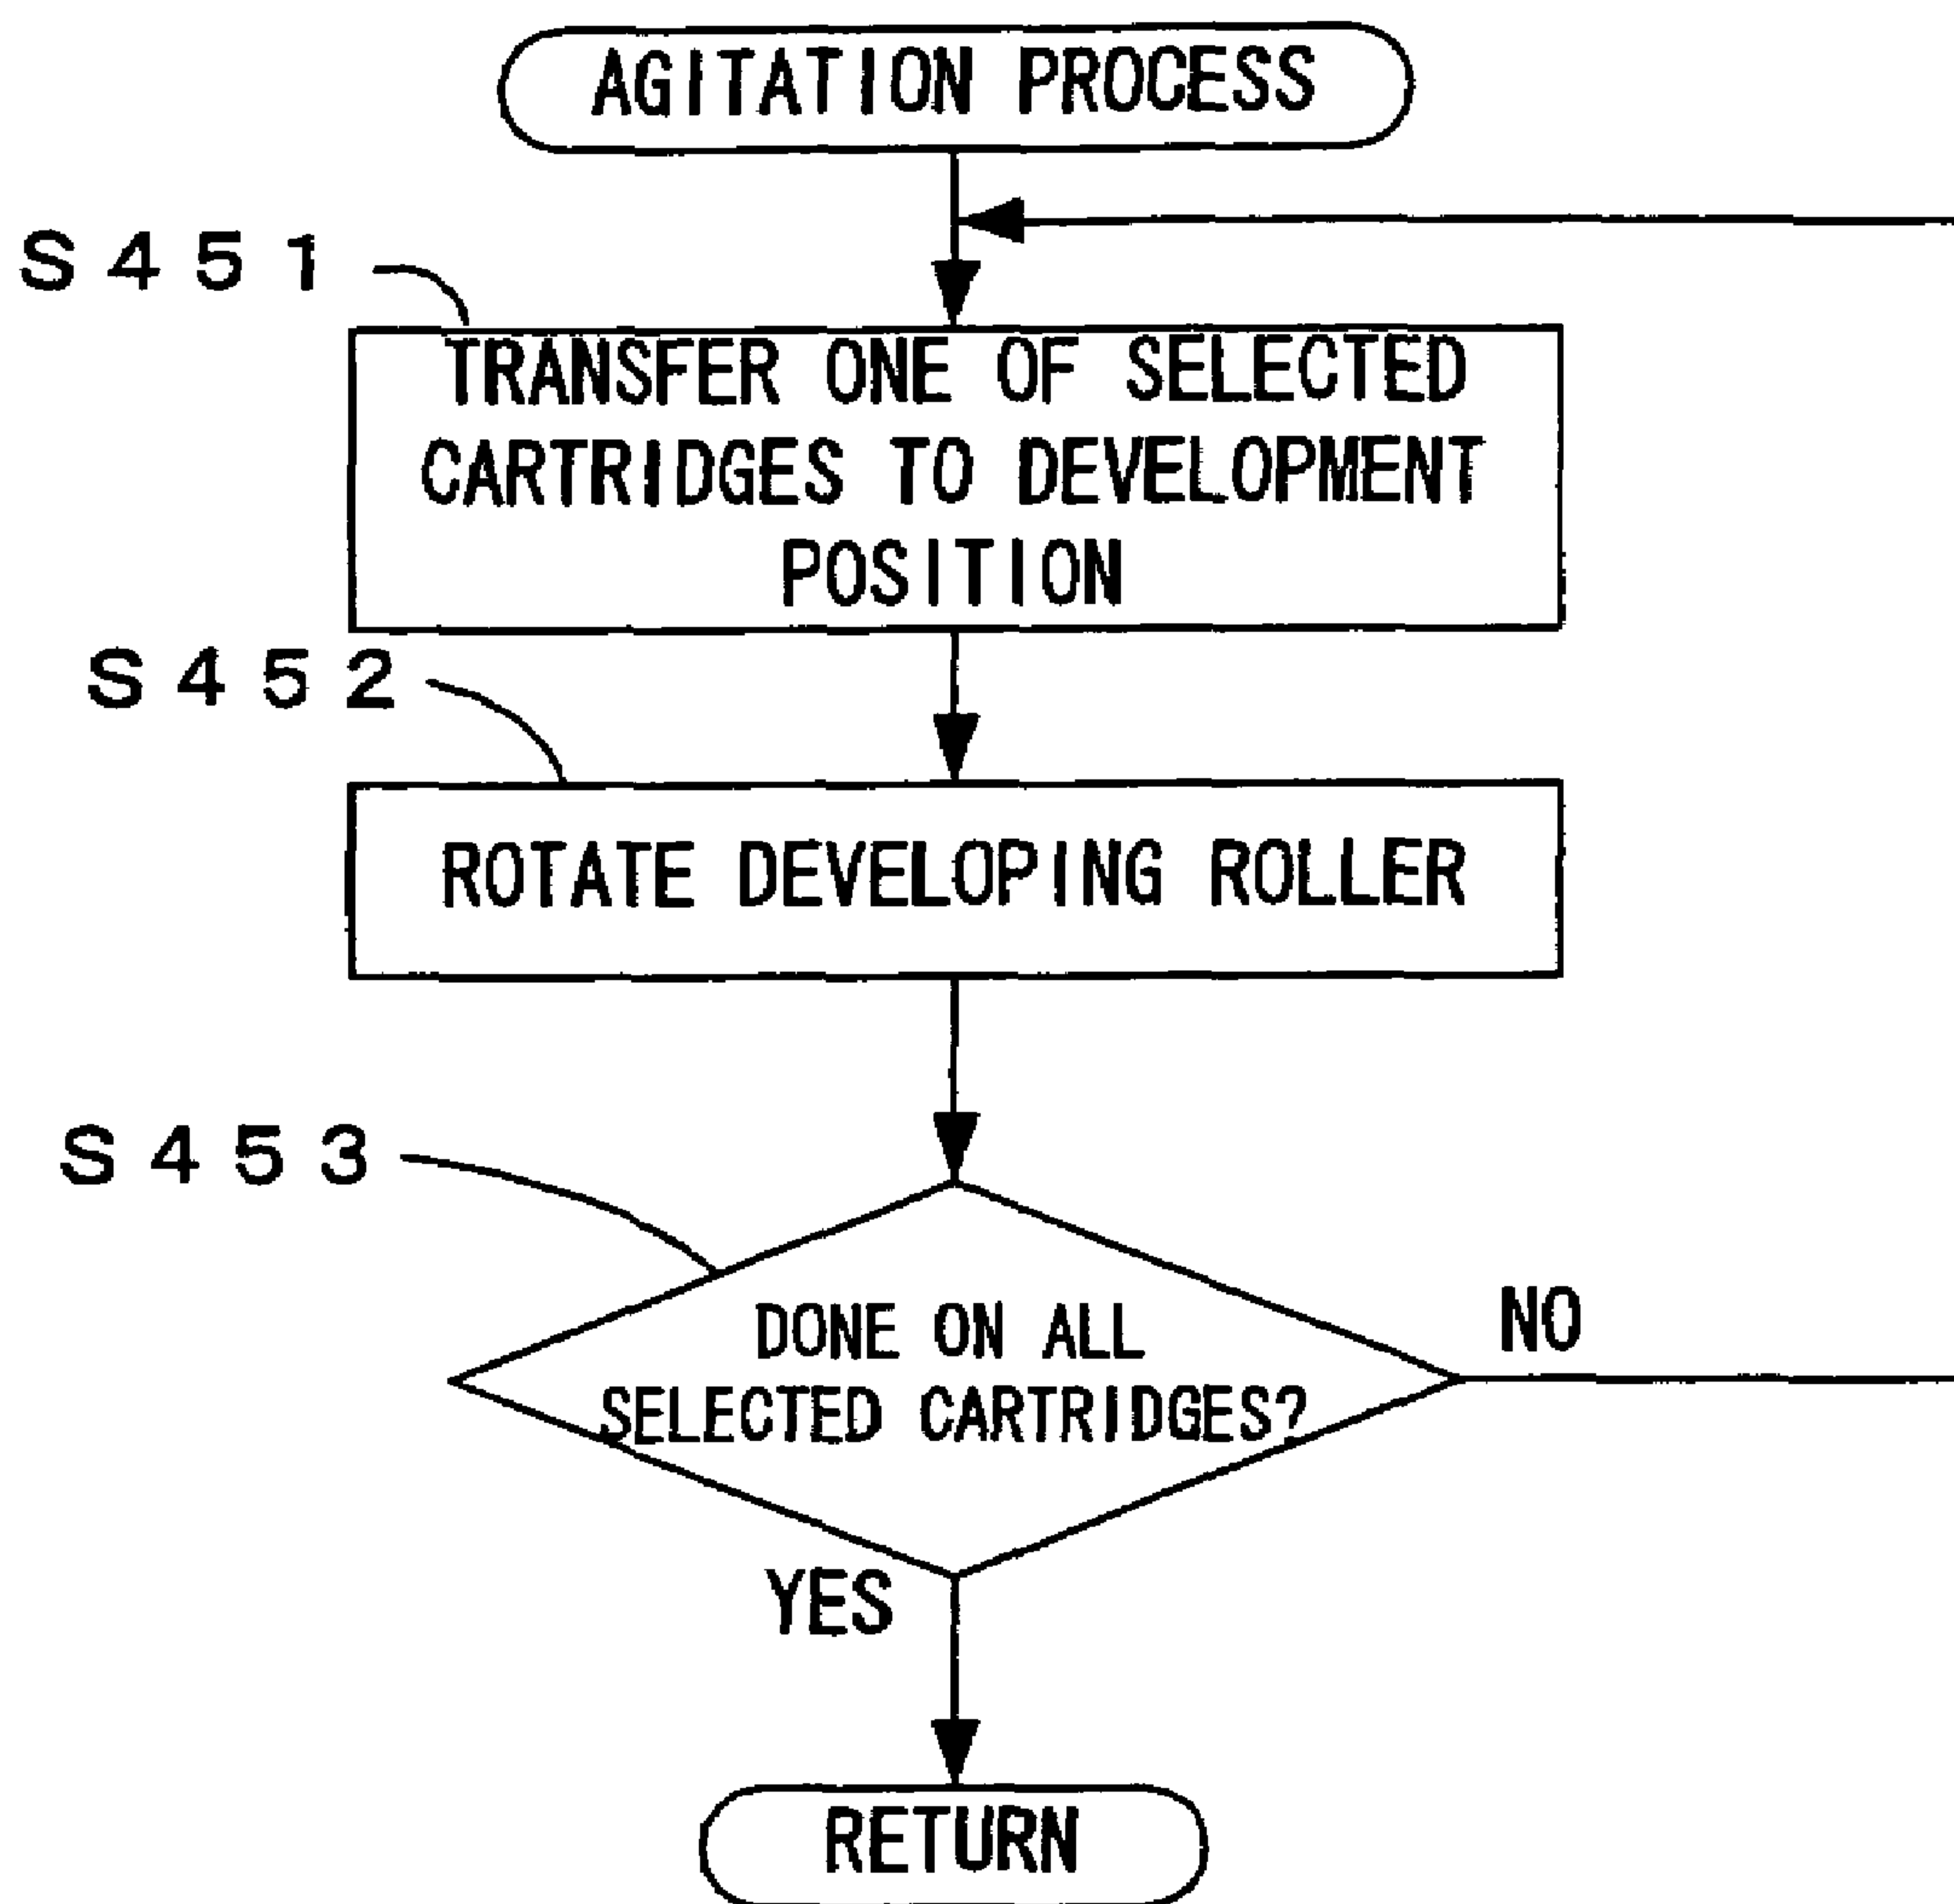 AGITATION PROCESS
S451
TRANSFER ONE OF SELECTED
CARTRIDGES TO DEVELOPMENT
POSITION
S452
ROTATE DEVELOPING ROLLER
S453
DONE ON ALL
SELECTED CARTRIDGES?
NO
YES
RETURN